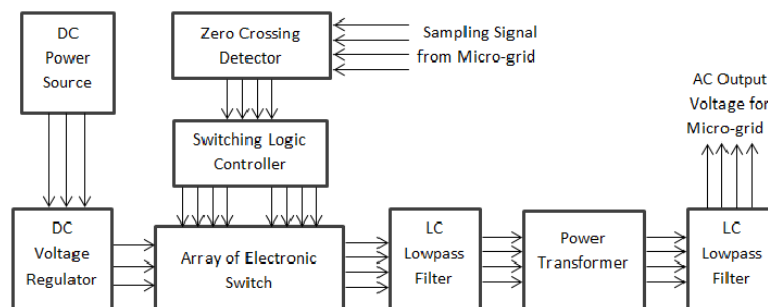 DC
Power
Source
Zero Crossing
Detector
Sampling Signal
from Micro-grid
AC Output
Voltage for
Micro-grid
Switching Logic
Controller
DC
Voltage
Regulator
Array of Electronic
Switch
LC
Lowpass
Filter
Power
Transformer
LC
Lowpass
Filter